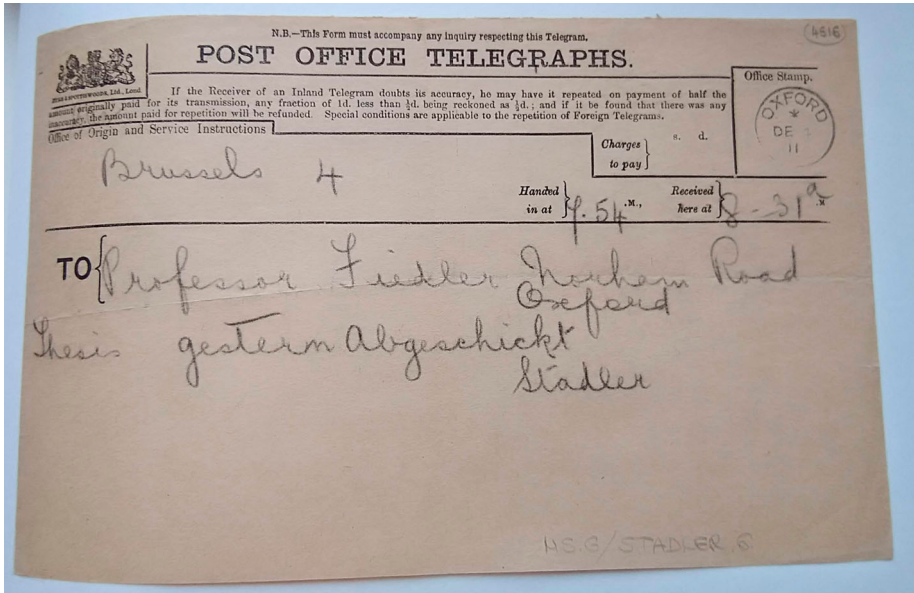 (4616)
N.B.—This Form must accompany any inquiry respecting this Telegram.
POST OFFICE TELEGRAPHS.
If the Receiver of an Inland Telegram doubts its accuracy, he may have it repeated on payment of half the
amount originally paid for its transmission, any fraction of 1d. less than ½d. being reckoned as ½d.; and if it be found that there was any
inaccuracy, the amount paid for repetition will be refunded. Special conditions are applicable to the repetition of Foreign Telegrams.
Office of Origin and Service Instructions
Office Stamp.
OXFORD
DE
11
Charges to pay
s. d.
Brussels 4
Handed in at 7.54 .M.,
Received here at 8-31 a .M
TO Professor Fiedler Norhem Road
Oxford
Thesis gesterm Abgeschickt
Stadler
MS.G/STADLER.6